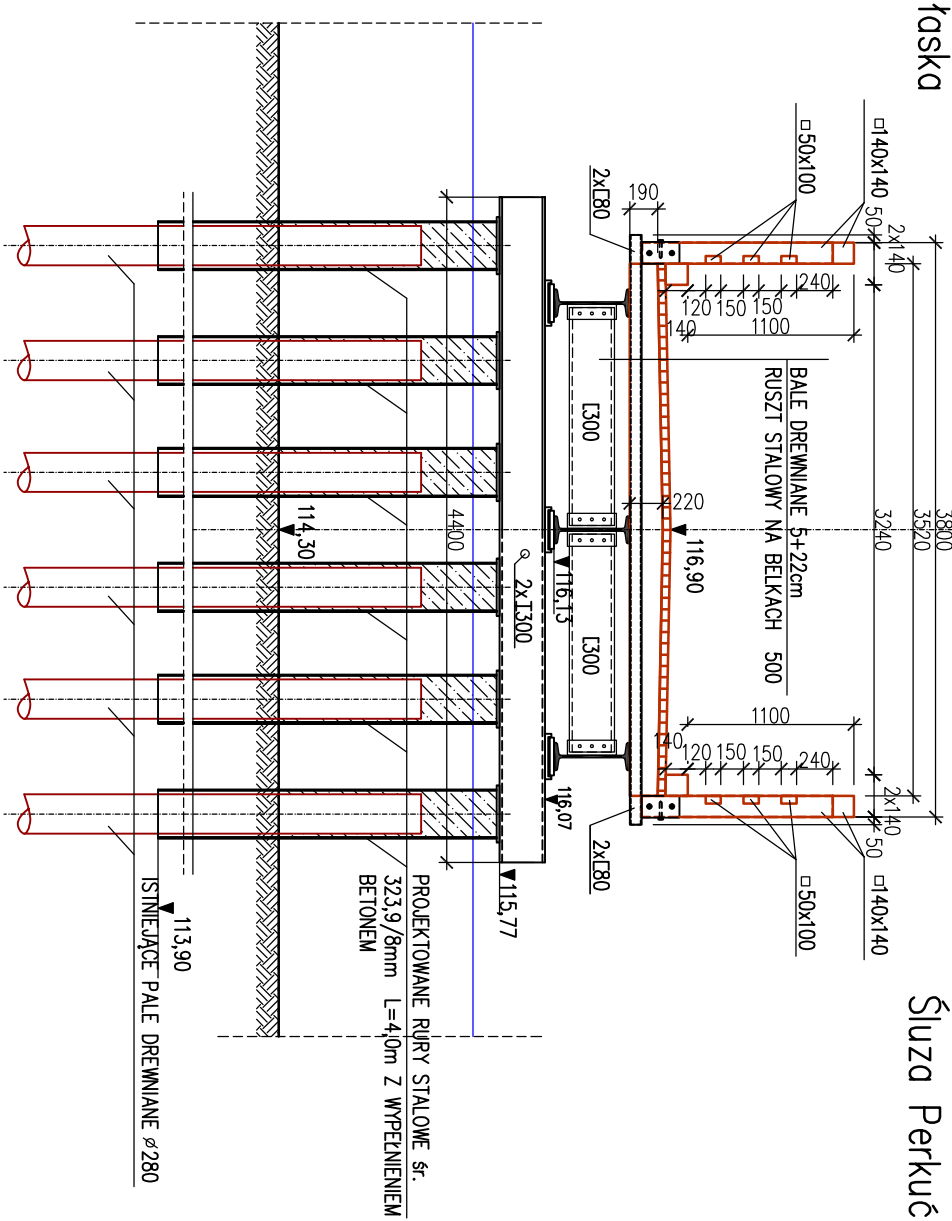 łaska
Śluza Perkuć
3800
3520
3240
50
2x140
2x140
50
□140x140
□140x140
□50x100
□50x100
240
150
150
120
140
1100
1100
240
150
150
120
140
BALE DREWNIANE 5+22cm
RUSZT STALOWY NA BELKACH 500
116,90
190
220
2x[80
2x[80
[300
[300
116,13
116,07
2xI300
115,77
4400
114,30
PROJEKTOWANE RURY STALOWE śr.
323,9/8mm L=4,0m Z WYPEŁNIENIEM
BETONEM
113,90
ISTNIEJĄCE PALE DREWNIANE ⌀280